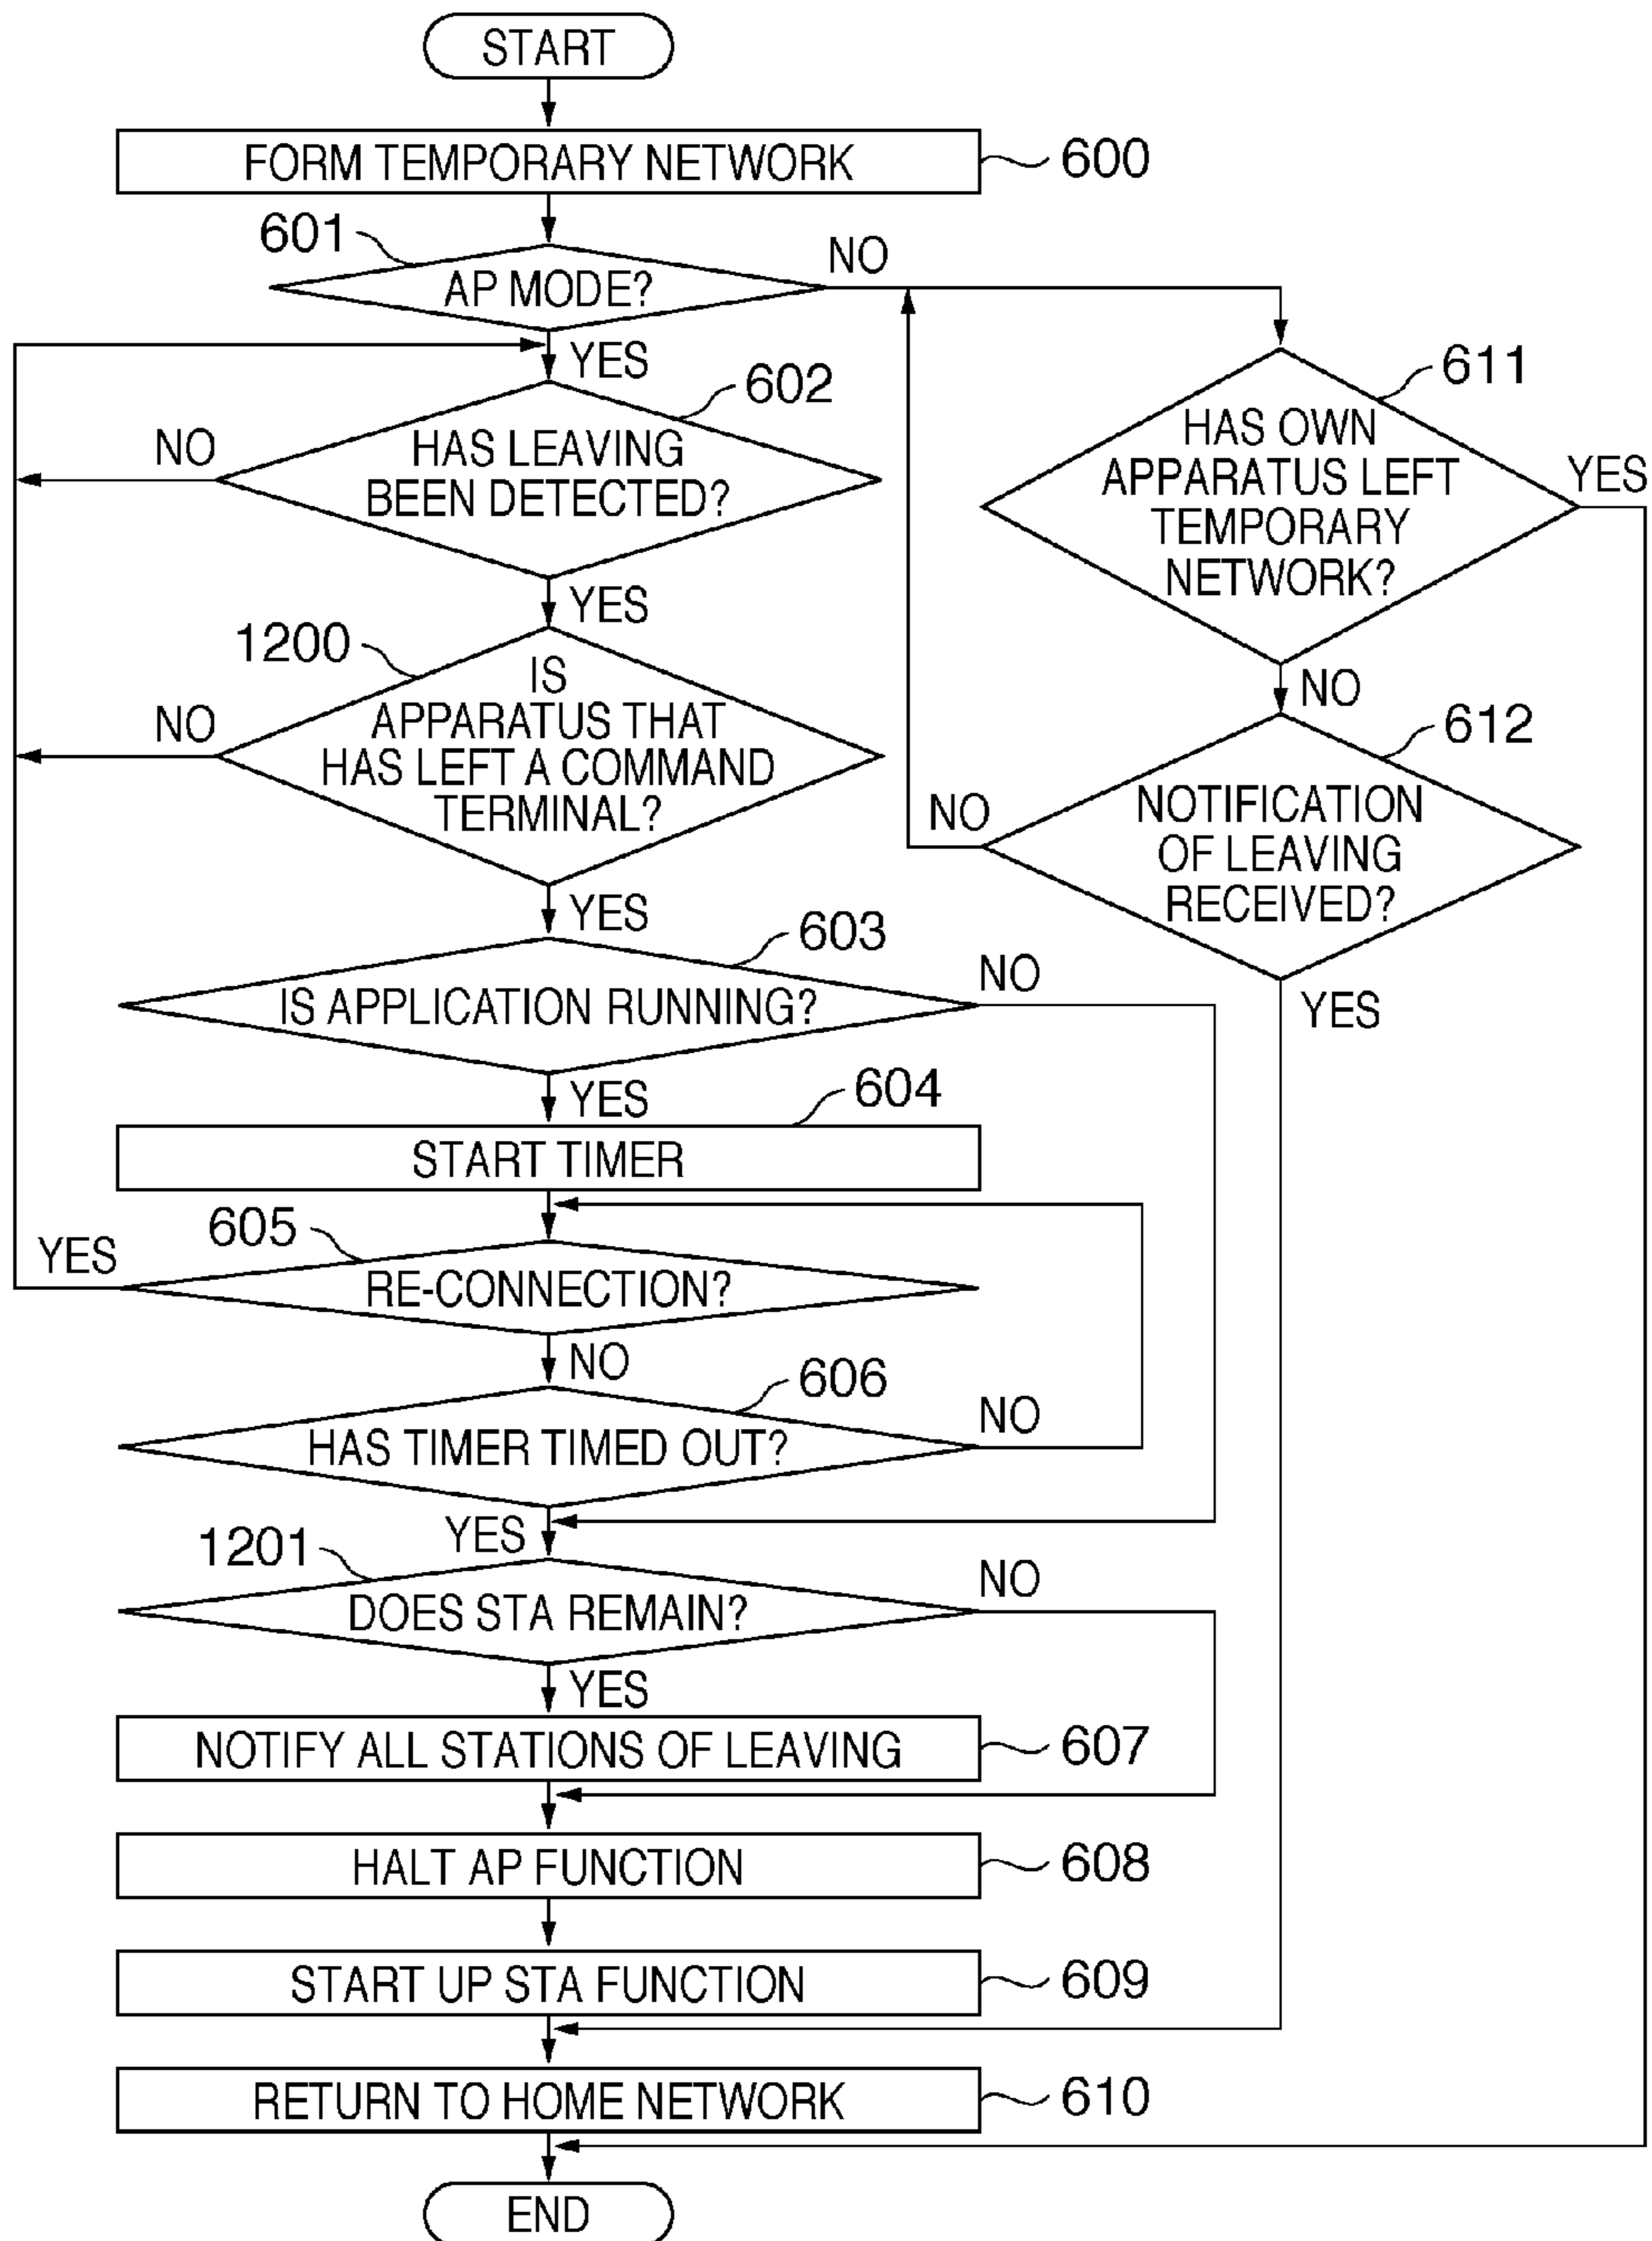 START
FORM TEMPORARY NETWORK
600
601
AP MODE?
NO
YES
602
HAS LEAVING
BEEN DETECTED?
NO
YES
611
HAS OWN
APPARATUS LEFT
TEMPORARY
NETWORK?
YES
NO
1200
IS
APPARATUS THAT
HAS LEFT A COMMAND
TERMINAL?
NO
YES
612
NOTIFICATION
OF LEAVING
RECEIVED?
NO
YES
603
IS APPLICATION RUNNING?
NO
YES
604
START TIMER
605
RE-CONNECTION?
YES
NO
606
HAS TIMER TIMED OUT?
NO
YES
1201
DOES STA REMAIN?
NO
YES
NOTIFY ALL STATIONS OF LEAVING
607
HALT AP FUNCTION
608
START UP STA FUNCTION
609
RETURN TO HOME NETWORK
610
END